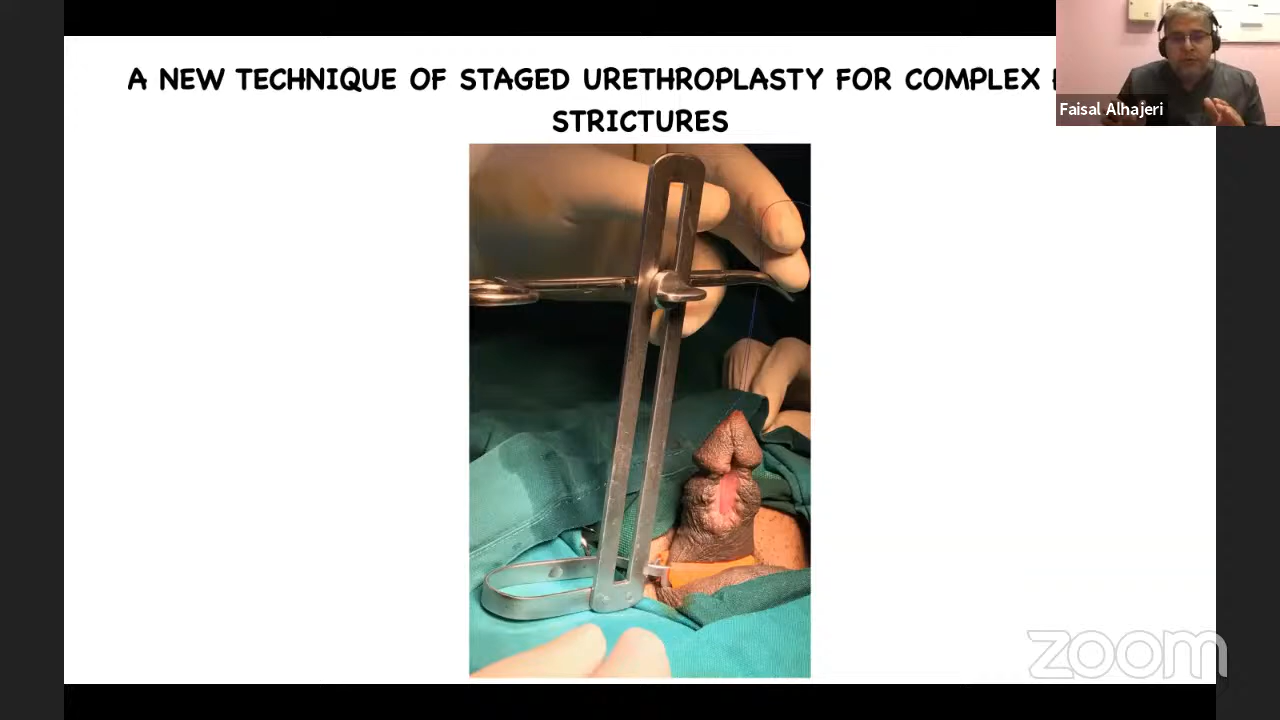 A NEW TECHNIQUE OF STAGED URETHROPLASTY FOR COMPLEX
STRICTURES
Faisal Alhajeri
zoom